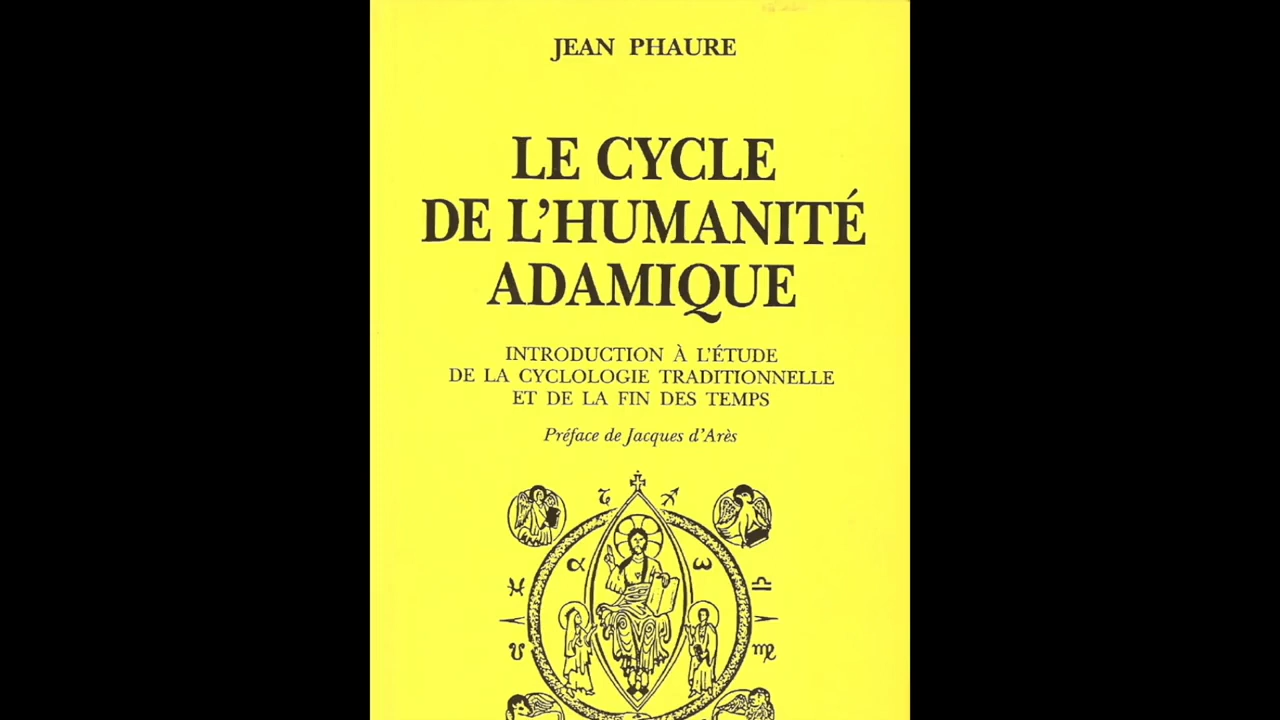 JEAN PHAURE
LE CYCLE
DE L'HUMANITÉ
ADAMIQUE
INTRODUCTION À L'ÉTUDE
DE LA CYCLOLOGIE TRADITIONNELLE
ET DE LA FIN DES TEMPS
Préface de Jacques d'Arès
α ω